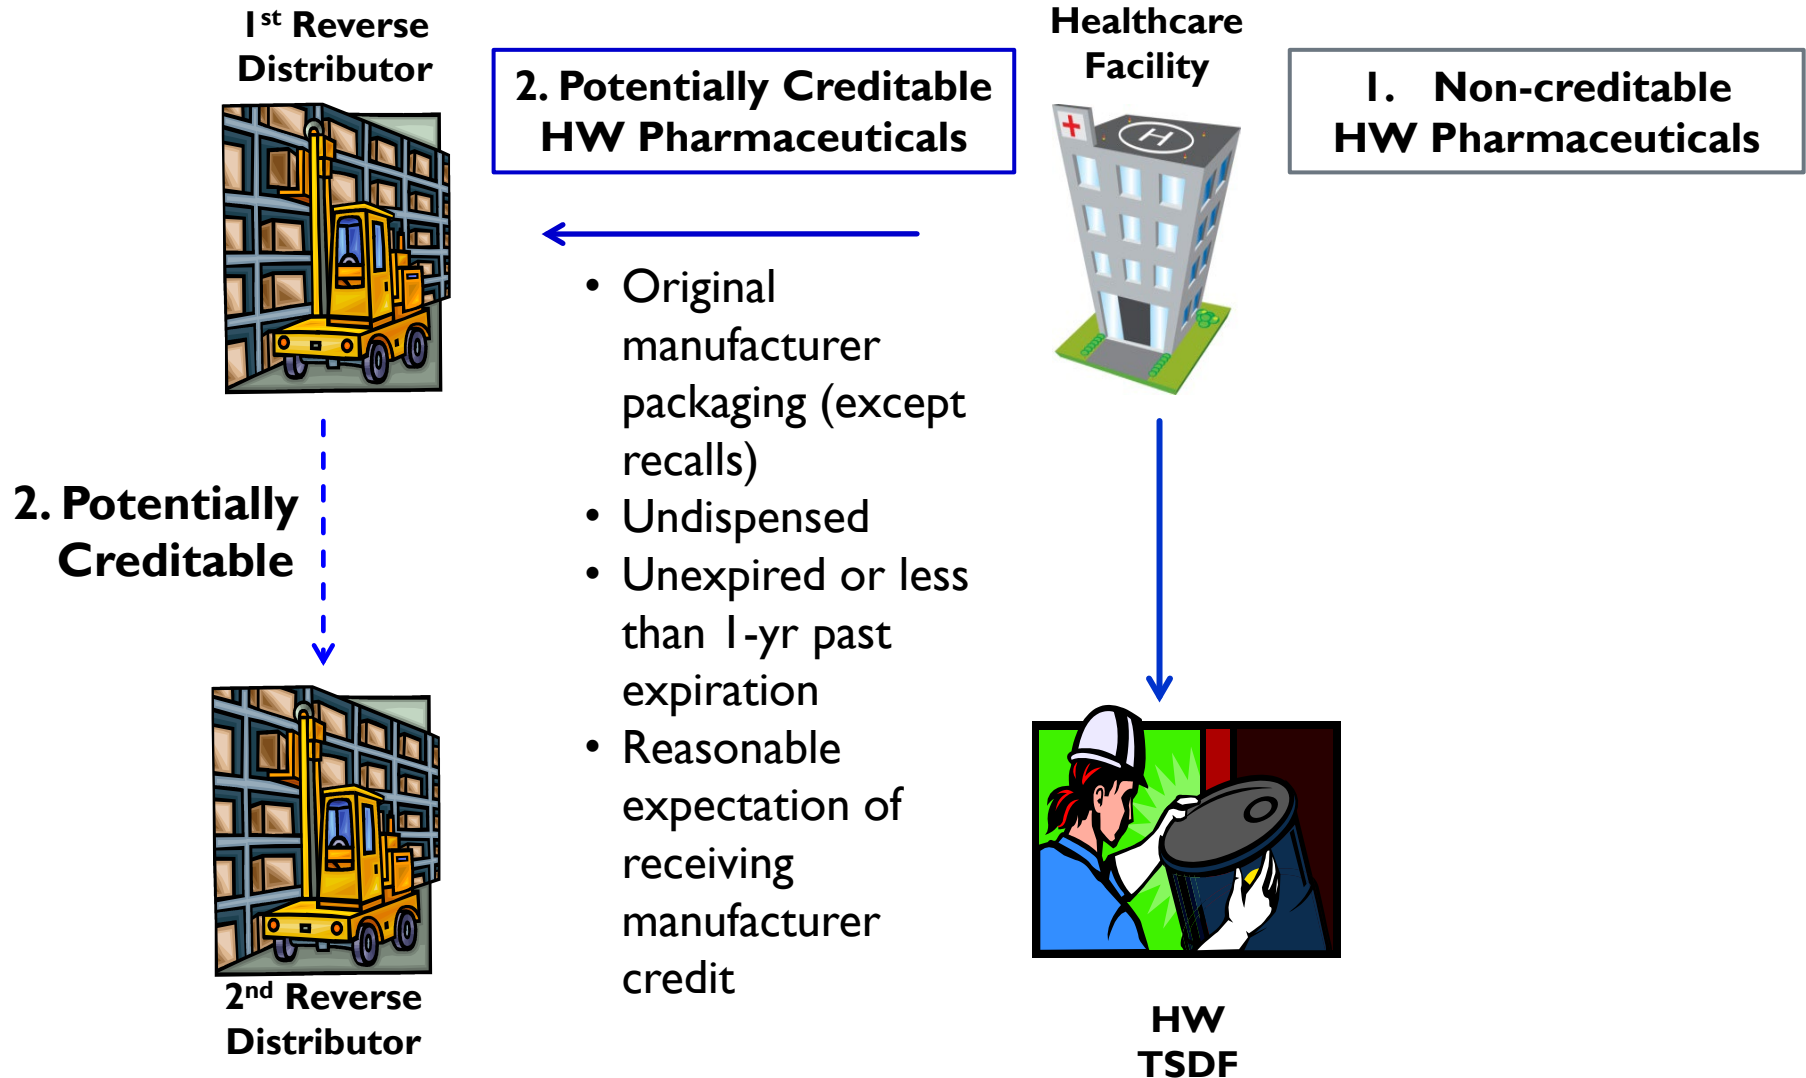 1st Reverse
Distributor
2. Potentially Creditable
HW Pharmaceuticals
Healthcare
Facility
H
1. Non-creditable
HW Pharmaceuticals
• Original
manufacturer
packaging (except
recalls)
• Undispensed
• Unexpired or less
than 1-yr past
expiration
• Reasonable
expectation of
receiving
manufacturer
credit
2. Potentially
Creditable
2nd Reverse
Distributor
HW
TSDF